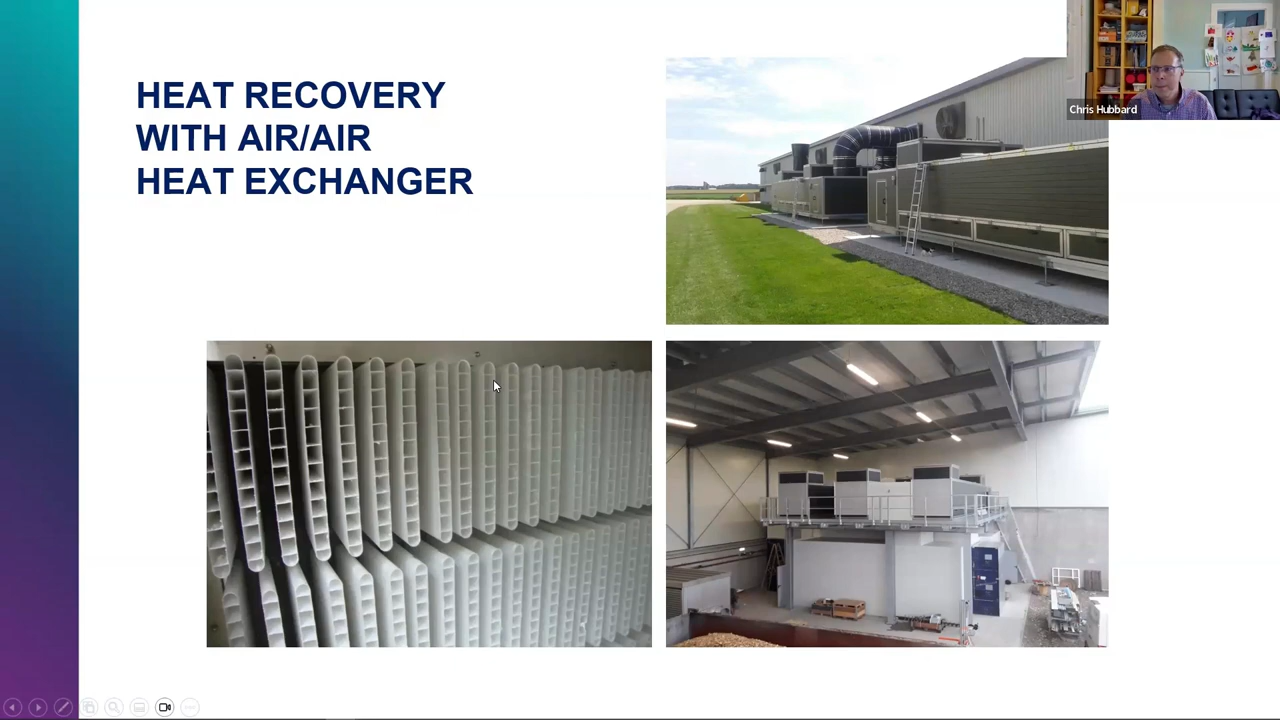 HEAT RECOVERY
WITH AIR/AIR
HEAT EXCHANGER
Chris Hubbard